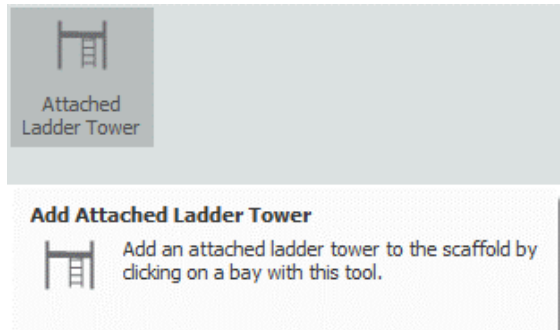 Attached
Ladder Tower
Add Attached Ladder Tower
Add an attached ladder tower to the scaffold by
clicking on a bay with this tool.